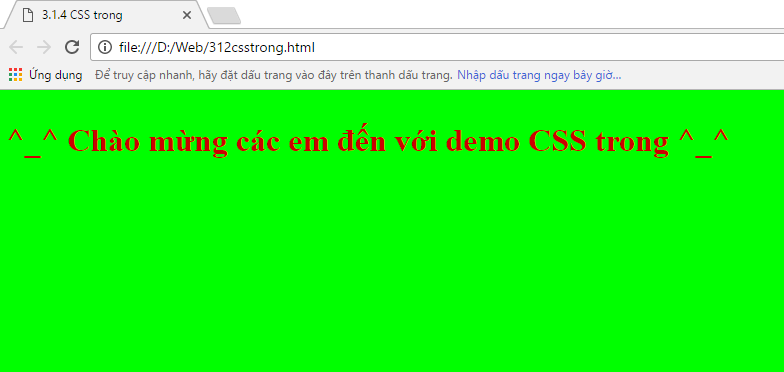 3.1.4 CSS trong
file:///D:/Web/312csstrong.html
Ứng dụng Để truy cập nhanh, hãy đặt dấu trang vào đây trên thanh dấu trang. Nhập dấu trang ngay bây giờ...
^_^ Chào mừng các em đến với demo CSS trong ^_^